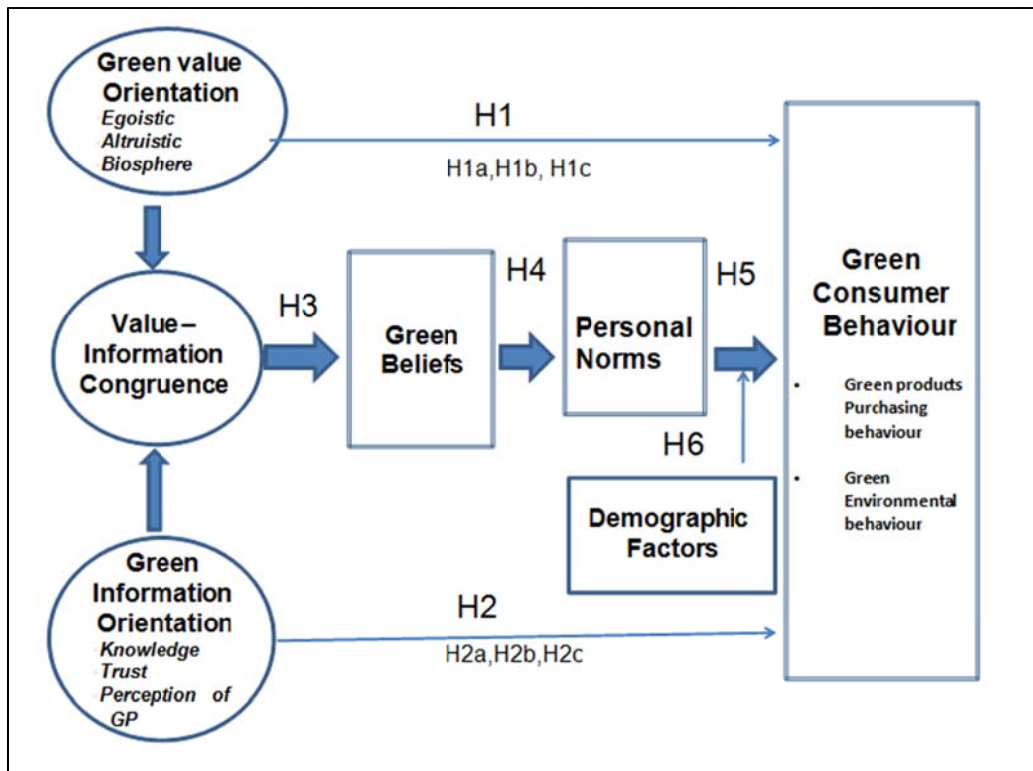 Green value
Orientation
Egoistic
Altruistic
Biosphere
H1
H1a,H1b, H1c
Value–
Information
Congruence
H3
Green
Beliefs
H4
Personal
Norms
H5
H6
Demographic
Factors
Green
Information
Orientation
Knowledge
Trust
Perception of
GP
H2
H2a,H2b,H2c
Green
Consumer
Behaviour
• Green products
Purchasing
behaviour
• Green
Environmental
behaviour